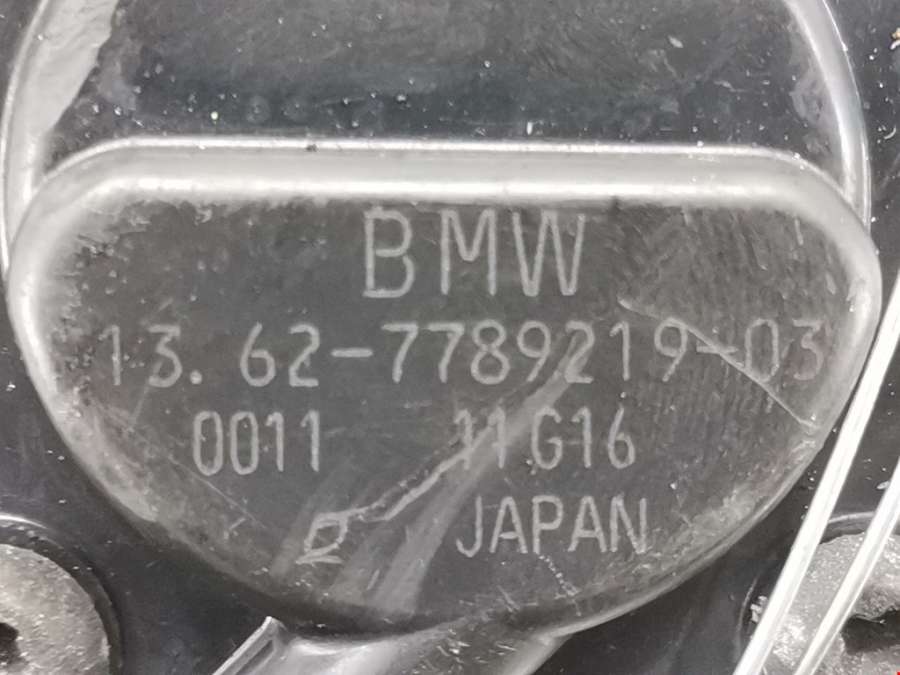 BMW
13. 62-7789219-03
0011 11G16
JAPAN